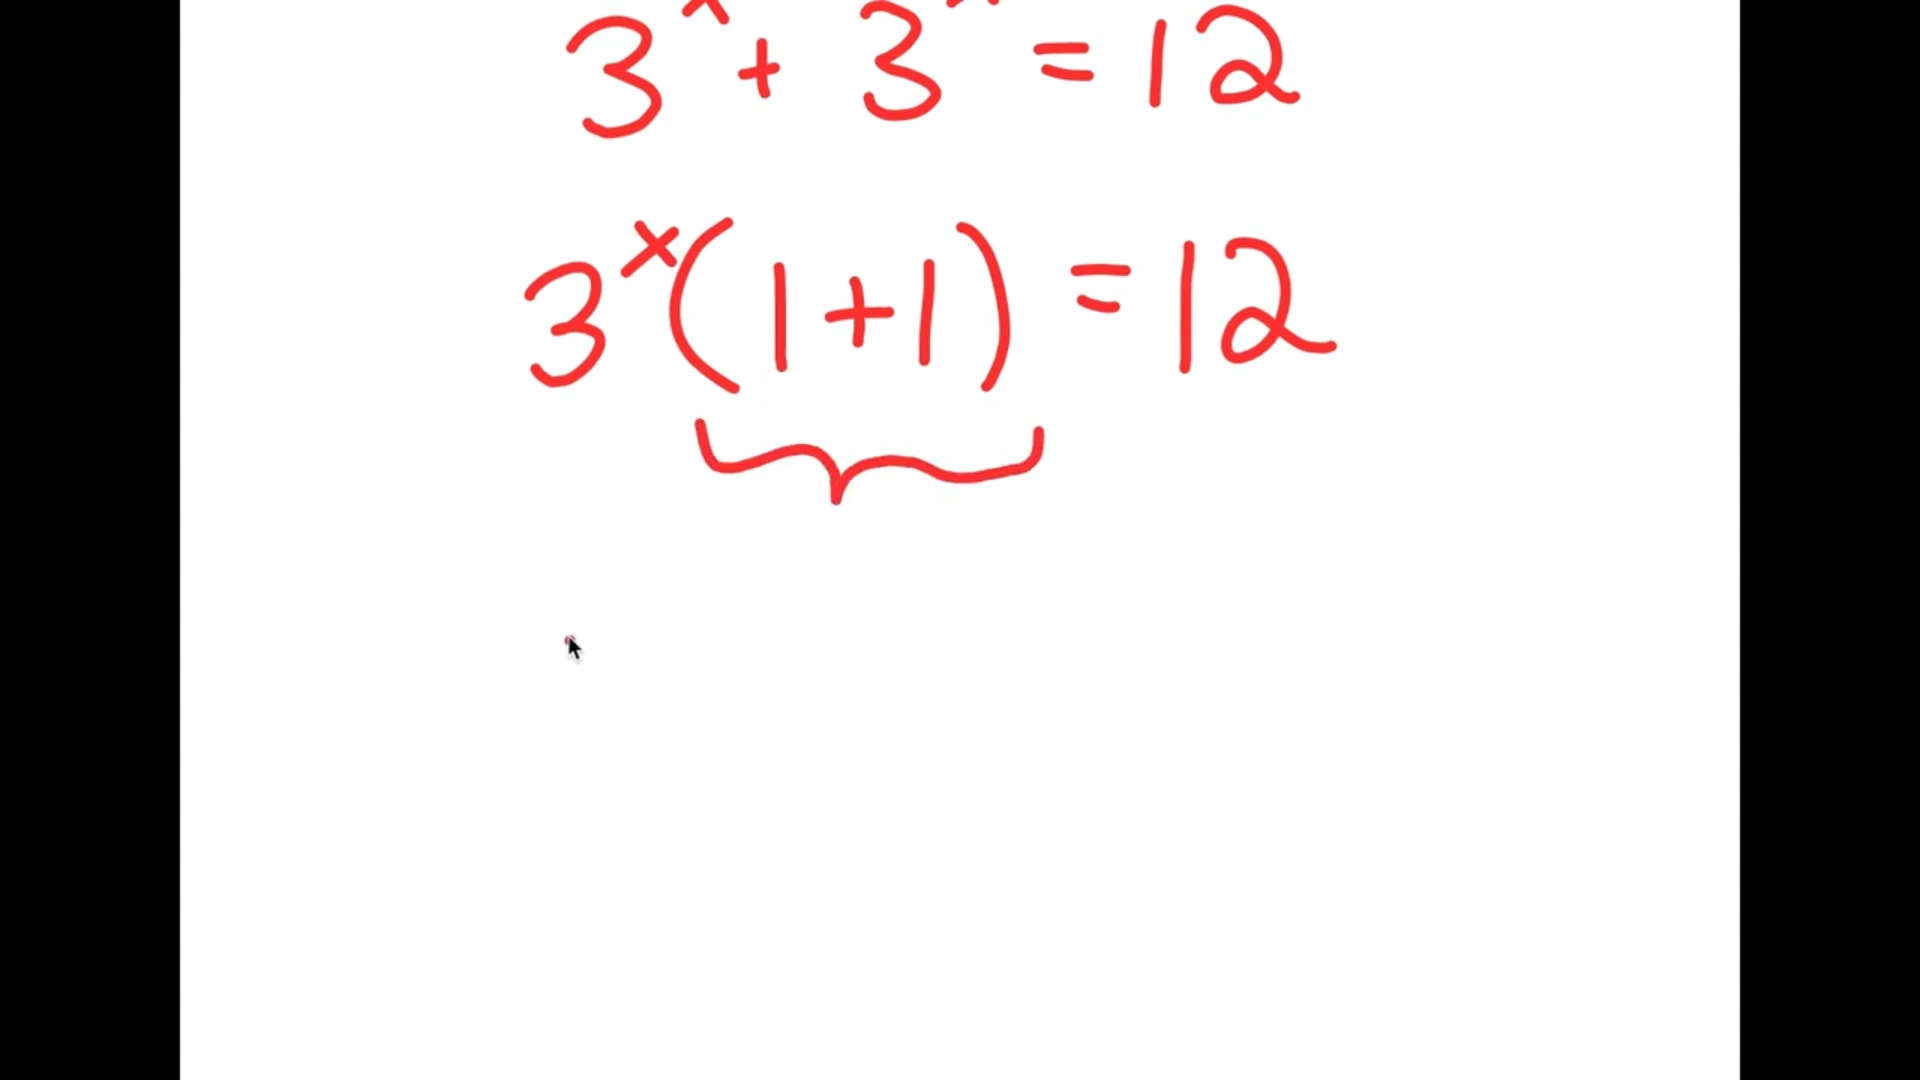 3^x + 3^x = 12
3^x (1 + 1) = 12